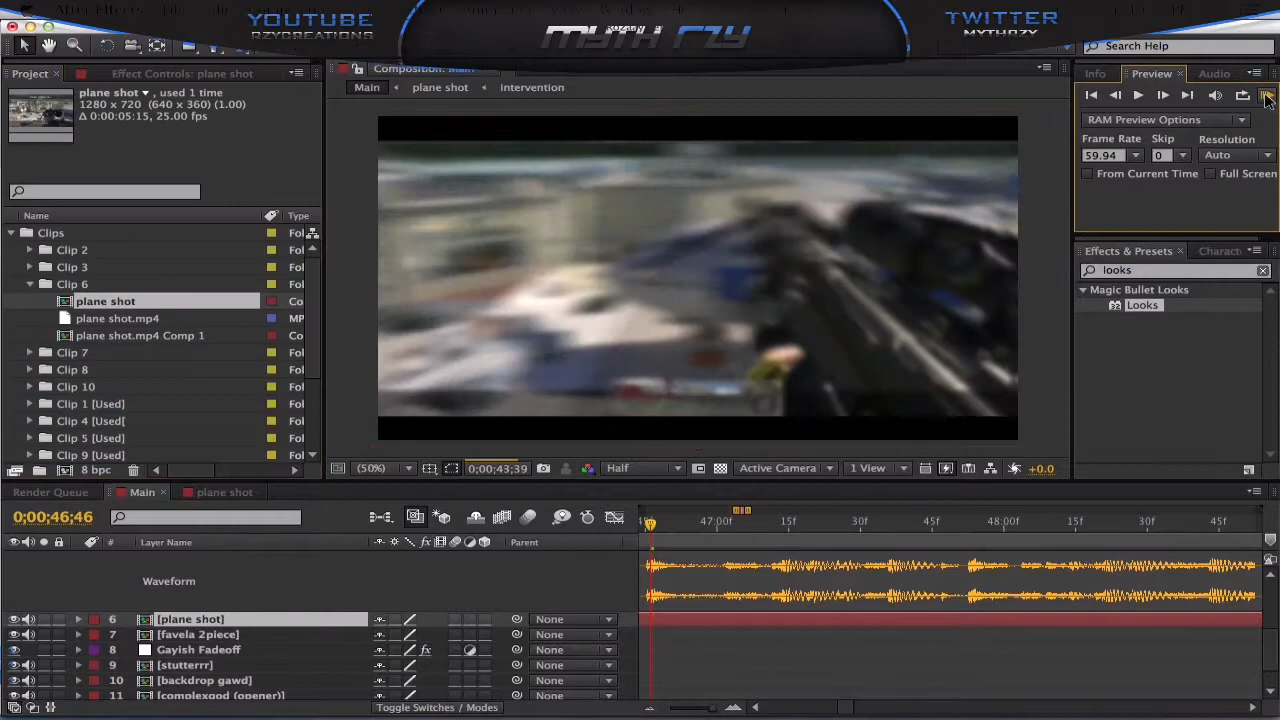 YOUTUBE
RZYCREATIONS
MYTH RZY
TWITTER
MYTHRZY
Search Help
Project
Effect Controls: plane shot
Composition: Main
Info
Preview
Audio
plane shot
, used 1 time
1280 x 720 (640 x 360) (1.00)
Δ 0:00:05:15, 25.00 fps
Main
plane shot
intervention
RAM Preview Options
Frame Rate
Skip
Resolution
59.94
0
Auto
From Current Time
Full Screen
Name
Type
Clips
Fol
Clip 2
Fol
Clip 3
Fol
Clip 6
Fol
plane shot
Co
plane shot.mp4
MP
plane shot.mp4 Comp 1
Co
Clip 7
Fol
Clip 8
Fol
Clip 10
Fol
Clip 1 [Used]
Fol
Clip 4 [Used[
Fol
Clip 5 [Used]
Fol
Clip 9 [Used]
Fol
8 bpc
Effects & Presets
Charact
looks
Magic Bullet Looks
Looks
(50%)
0;00;43;39
Half
Active Camera
1 View
+0.0
Render Queue
Main
plane shot
0;00;46;46
47:00f
15f
30f
45f
48:00f
15f
30f
45f
#
Layer Name
Parent
Waveform
6
[plane shot]
None
7
[favela 2piece]
None
8
Gayish Fadeoff
None
9
[stutterrr]
None
10
[backdrop gawd]
None
11
[complexgod (opener)]
None
Toggle Switches / Modes